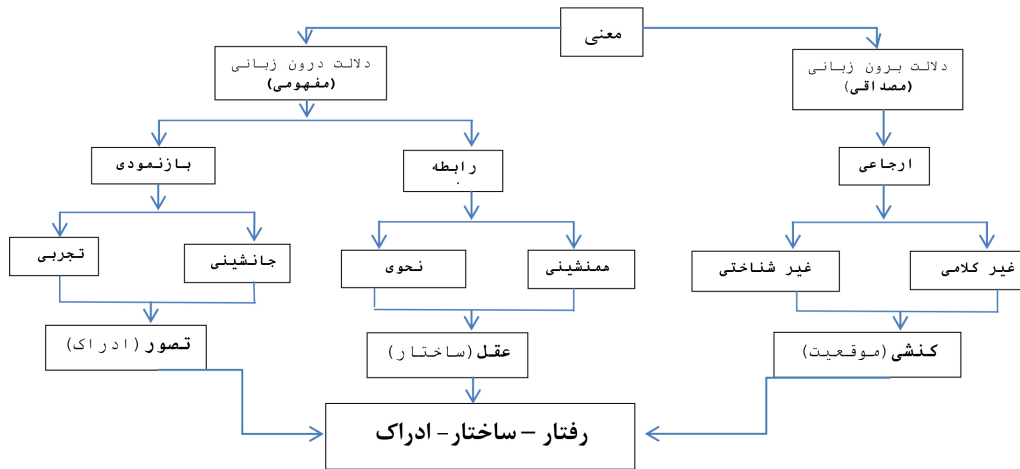 معنی
دلالت برون زبانی
(مصداقی)
دلالت درون زبانی
(مفهومی)
ارجاعی
رابطه
بازنمودی
غیر کلامی
غیر شناختی
همنشینی
نحوی
جانشینی
تجربی
کنشی (موقعیت)
عقل (ساختار)
تصور (ادراک)
رفتار – ساختار- ادراک